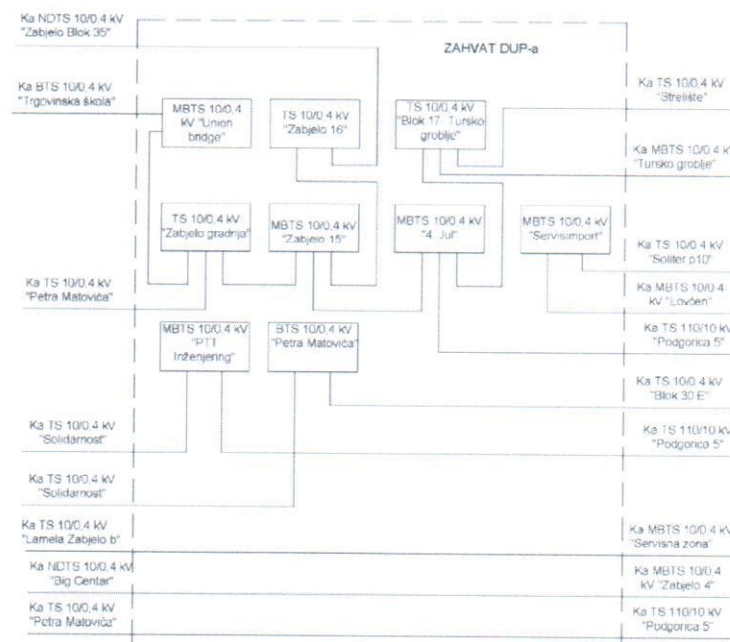 Ka NDTS 10/0,4 kV
"Zabjelo Blok 35"
ZAHVAT DUP-a
Ka BTS 10/0,4 kV
"Trgovinska škola"
MBTS 10/0,4
kV "Union
bridge"
TS 10/0,4 kV
"Zabjelo 16"
TS 10/0,4 kV
"Blok 17- Tursko
groblje"
Ka TS 10/0,4 kV
"Strelište"
Ka MBTS 10/0,4 kV
"Tursko groblje"
TS 10/0,4 kV
"Zabjelo gradnja"
MBTS 10/0,4 kV
"Zabjelo 15"
MBTS 10/0,4 kV
"4. Jul"
MBTS 10/0,4 kV
"Servisimport"
Ka TS 10/0,4 kV
"Soliter p10"
Ka TS 10/0,4 kV
"Petra Matovića"
Ka MBTS 10/0,4
kV "Lovćen"
Ka TS 110/10 kV
"Podgorica 5"
MBTS 10/0,4 kV
"PTT
Inženjering"
BTS 10/0,4 kV
"Petra Matovića"
Ka TS 10/0,4 kV
"Blok 30 E"
Ka TS 10/0,4 kV
"Solidarnost"
Ka TS 110/10 kV
"Podgorica 5"
Ka TS 10/0,4 kV
"Solidarnost"
Ka TS 10/0,4 kV
"Lamela Zabjelo b"
Ka MBTS 10/0,4 kV
"Servisna zona"
Ka NDTS 10/0,4 kV
"Big Centar"
Ka MBTS 10/0,4
kV "Zabjelo 4"
Ka TS 10/0,4 kV
"Petra Matovića"
Ka TS 110/10 kV
"Podgorica 5"